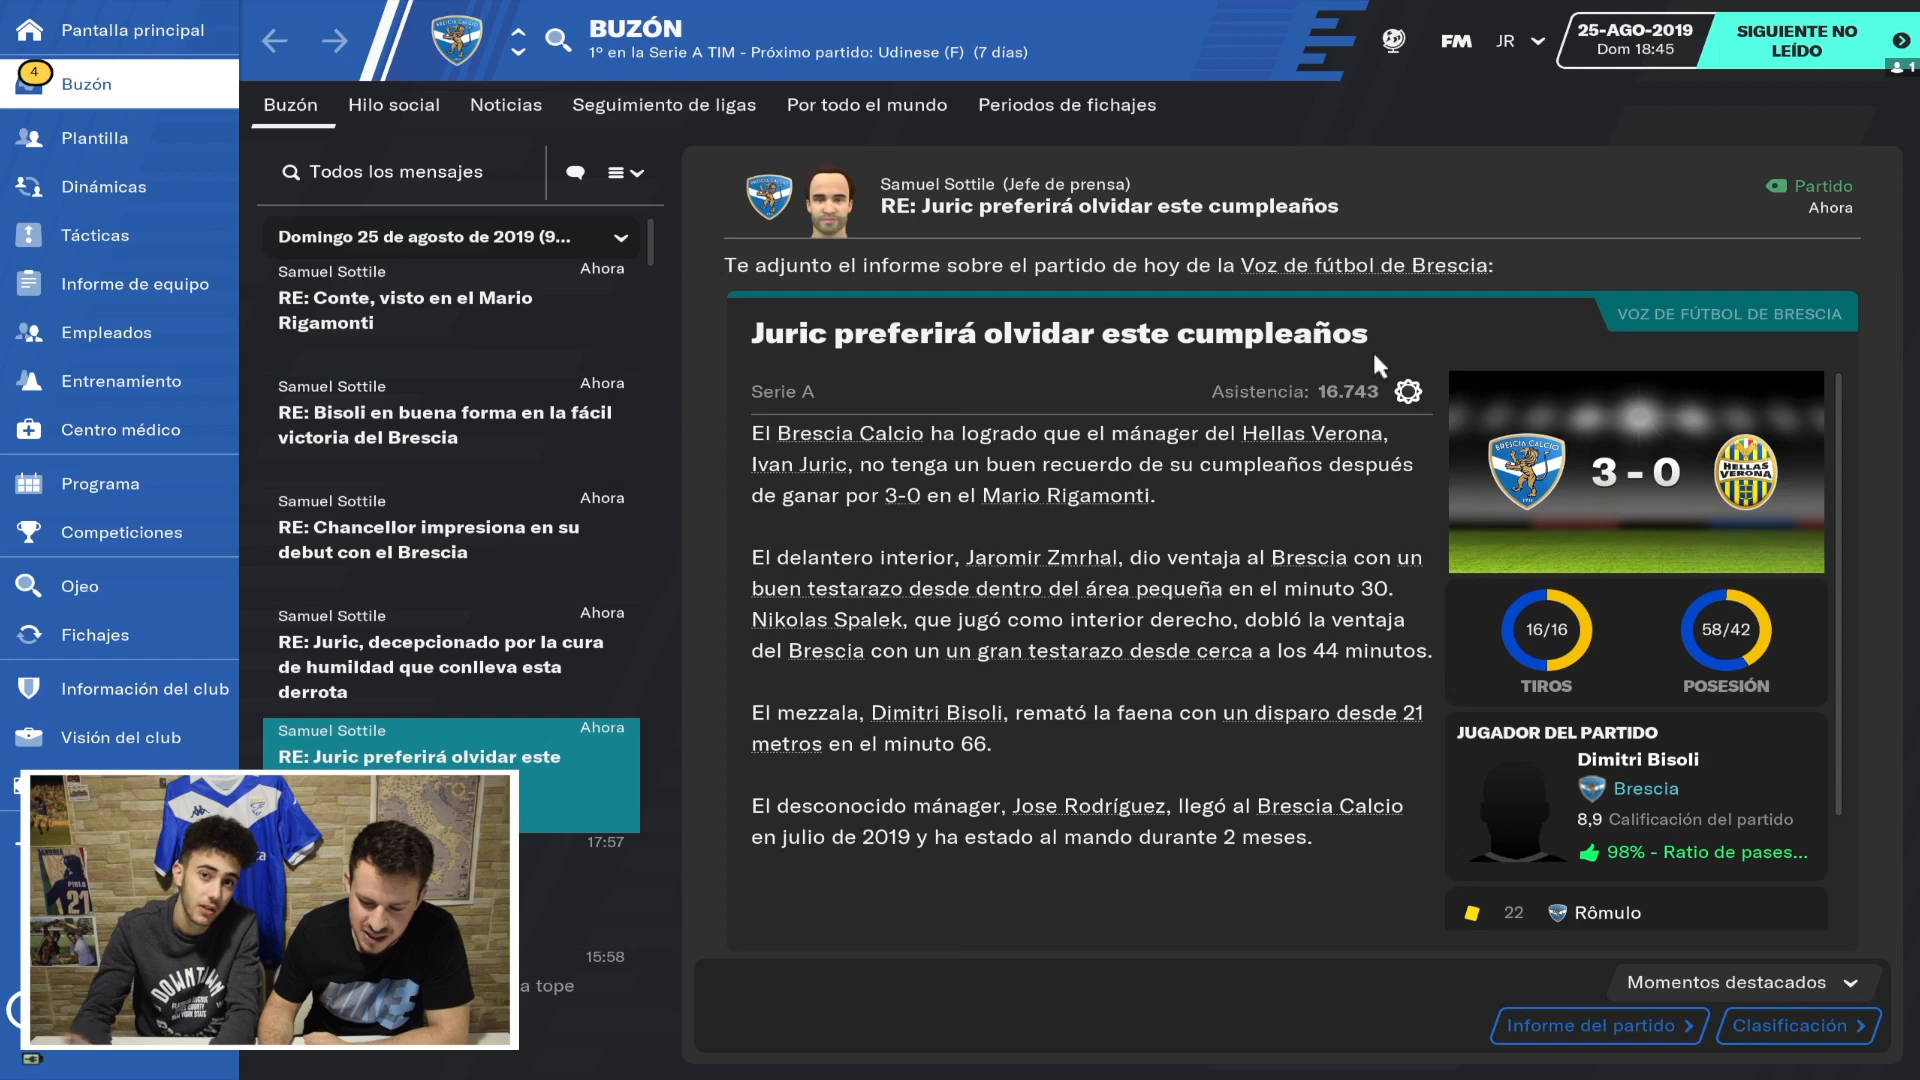 Pantalla principal
4
Buzón
Plantilla
Dinámicas
Tácticas
Informe de equipo
Empleados
Entrenamiento
Centro médico
Programa
Competiciones
Ojeo
Fichajes
Información del club
Visión del club
BUZÓN
1º en la Serie A TIM - Próximo partido: Udinese (F) (7 días)
FM
JR
25-AGO-2019
Dom 18:45
SIGUIENTE NO
LEÍDO
1
Buzón Hilo social Noticias Seguimiento de ligas Por todo el mundo Periodos de fichajes
Todos los mensajes
Domingo 25 de agosto de 2019 (9...
Samuel Sottile Ahora
RE: Conte, visto en el Mario
Rigamonti
Samuel Sottile Ahora
RE: Bisoli en buena forma en la fácil
victoria del Brescia
Samuel Sottile Ahora
RE: Chancellor impresiona en su
debut con el Brescia
Samuel Sottile Ahora
RE: Juric, decepcionado por la cura
de humildad que conlleva esta
derrota
Samuel Sottile Ahora
RE: Juric preferirá olvidar este
17:57
15:58
a tope
Samuel Sottile (Jefe de prensa)
RE: Juric preferirá olvidar este cumpleaños
Partido
Ahora
Te adjunto el informe sobre el partido de hoy de la Voz de fútbol de Brescia:
VOZ DE FÚTBOL DE BRESCIA
Juric preferirá olvidar este cumpleaños
Serie A Asistencia: 16.743
El Brescia Calcio ha logrado que el mánager del Hellas Verona,
Ivan Juric, no tenga un buen recuerdo de su cumpleaños después
de ganar por 3-0 en el Mario Rigamonti.
El delantero interior, Jaromir Zmrhal, dio ventaja al Brescia con un
buen testarazo desde dentro del área pequeña en el minuto 30.
Nikolas Spalek, que jugó como interior derecho, dobló la ventaja
del Brescia con un un gran testarazo desde cerca a los 44 minutos.
El mezzala, Dimitri Bisoli, remató la faena con un disparo desde 21
metros en el minuto 66.
El desconocido mánager, Jose Rodríguez, llegó al Brescia Calcio
en julio de 2019 y ha estado al mando durante 2 meses.
BRESCIA CALCIO
3 - 0
HELLAS
VERONA
16/16
TIROS
58/42
POSESIÓN
JUGADOR DEL PARTIDO
Dimitri Bisoli
Brescia
8,9 Calificación del partido
98% - Ratio de pases...
22 Rômulo
Momentos destacados
Informe del partido
Clasificación
21
DOWNTOWN